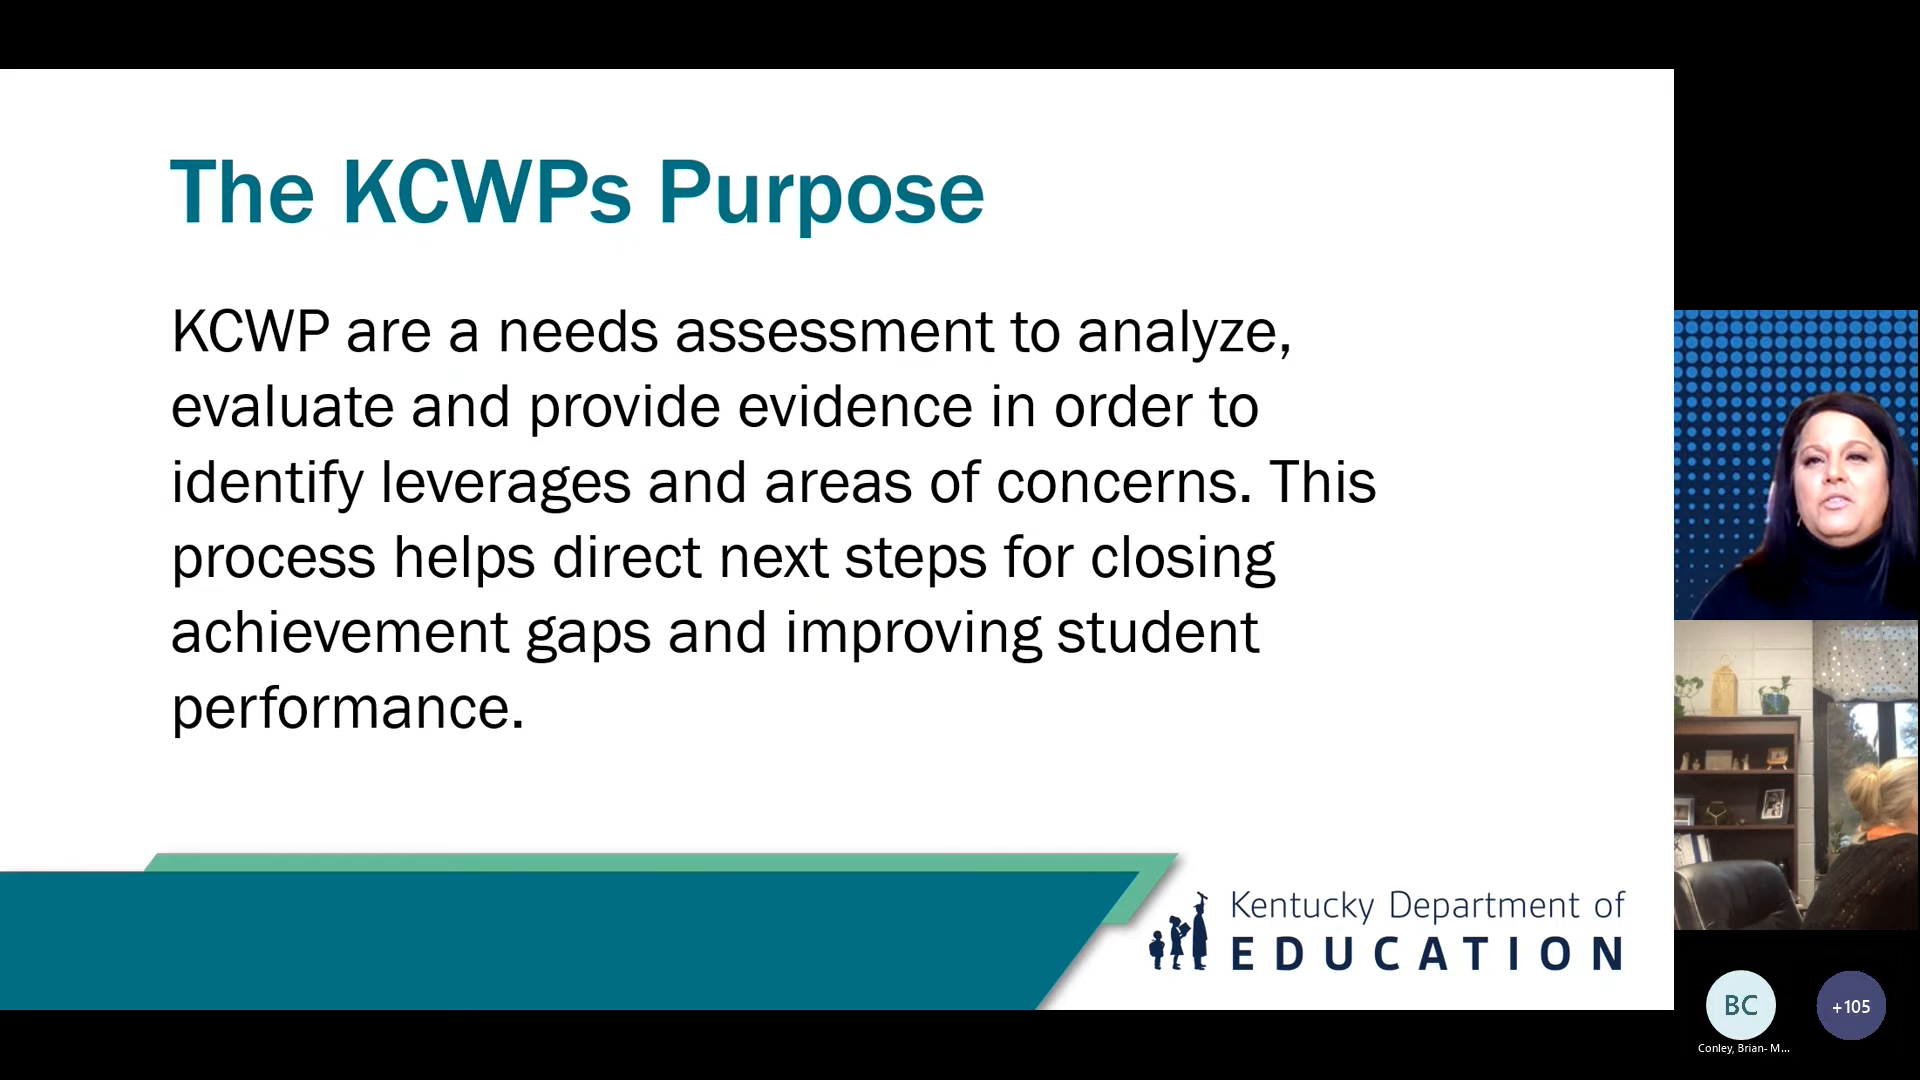 The KCWPs Purpose
KCWP are a needs assessment to analyze,
evaluate and provide evidence in order to
identify leverages and areas of concerns. This
process helps direct next steps for closing
achievement gaps and improving student
performance.
Kentucky Department of
EDUCATION
BC
+105
Conley, Brian- M...